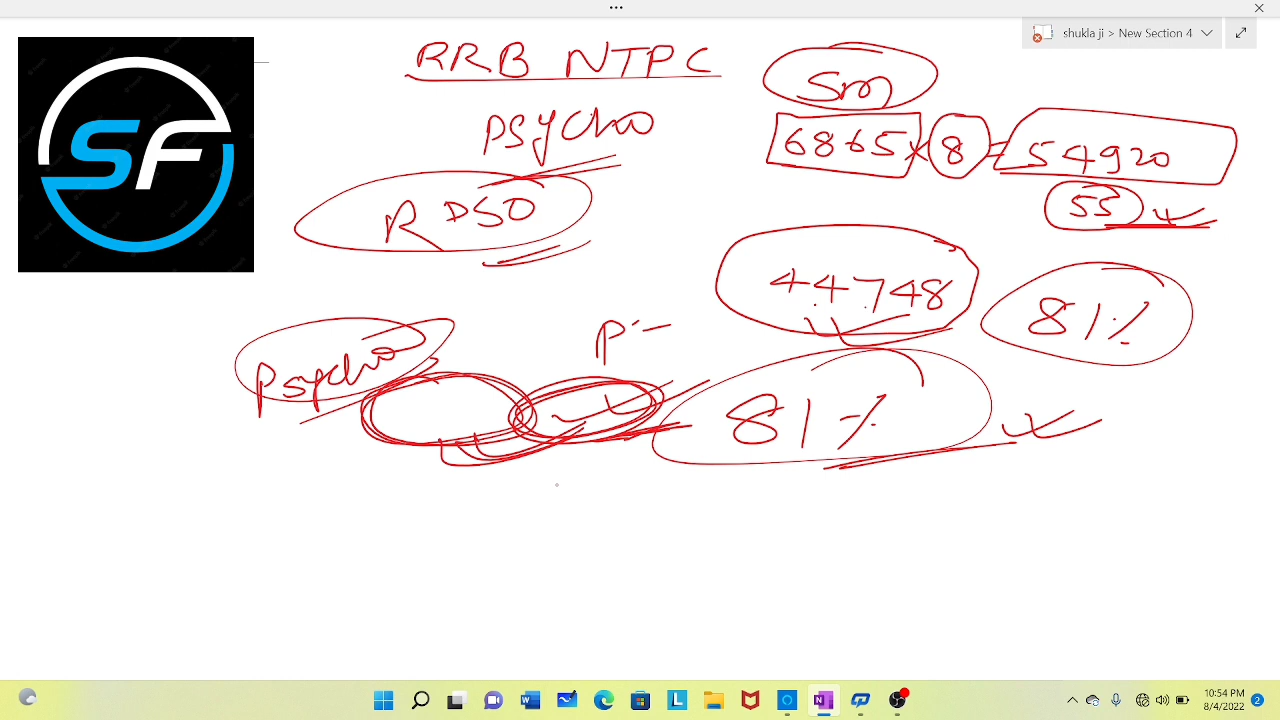 shukla ji > New Section 4
SF
RRB NTPC
Sm
psycho
6865 × 8 = 54920
RDSO
55
44748
81%
Psycho
P:-
81%
10:54 PM
8/4/2022
2